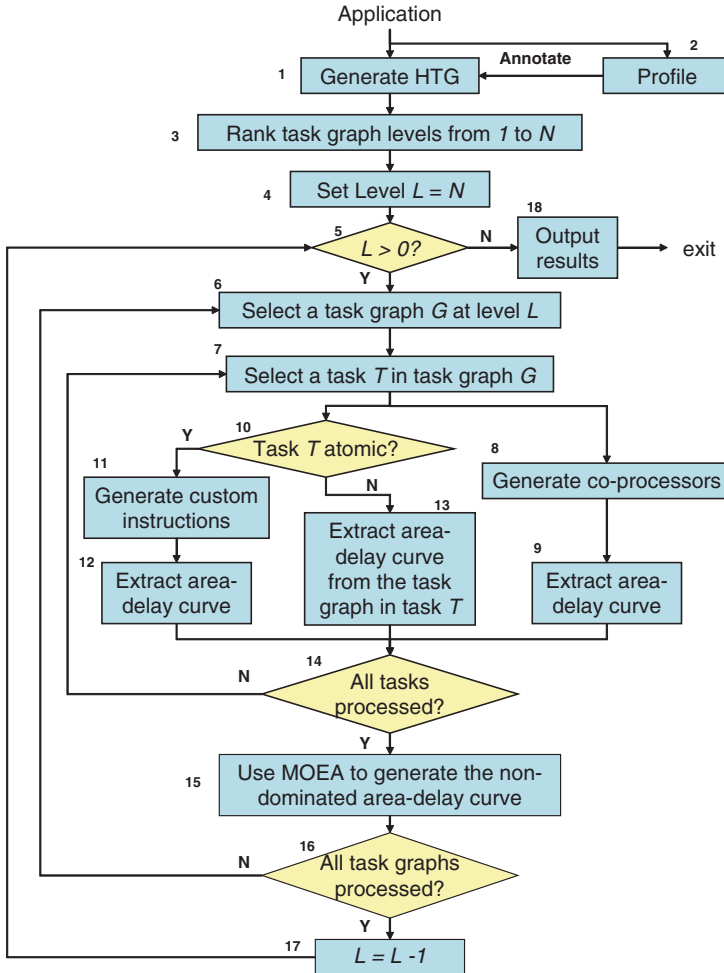 Application
2
Annotate
1
Generate HTG
Profile
3
Rank task graph levels from 1 to N
4
Set Level L = N
18
5
L > 0?
N
Output
results
exit
Y
6
Select a task graph G at level L
7
Select a task T in task graph G
10
Y
Task T atomic?
8
11
Generate co-processors
N
Generate custom
instructions
13
Extract area-
delay curve
from the task
graph in task T
12
Extract area-
delay curve
9
Extract area-
delay curve
14
N
All tasks
processed?
Y
15
Use MOEA to generate the non-
dominated area-delay curve
16
N
All task graphs
processed?
Y
17
L = L -1